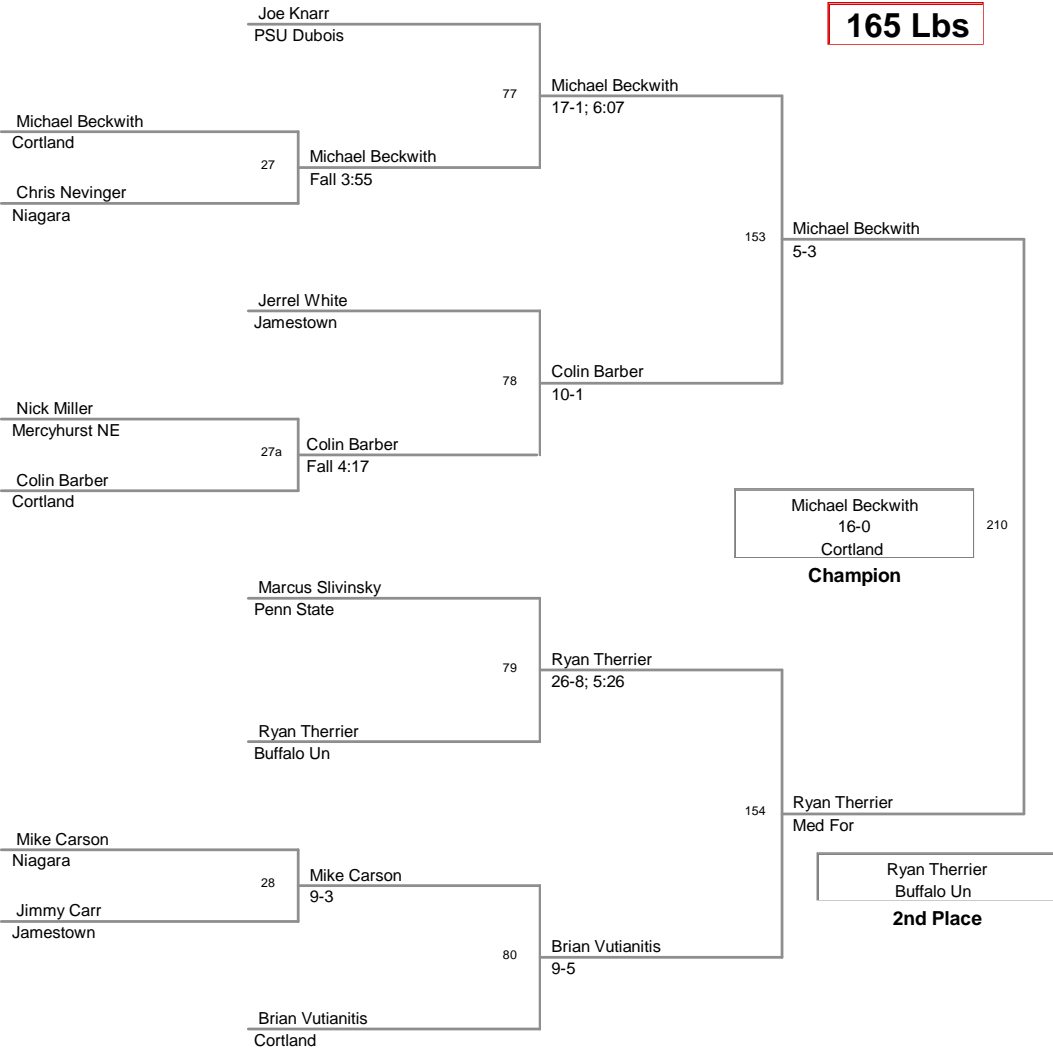 Joe Knarr
PSU Dubois
165 Lbs
77
Michael Beckwith
17-1; 6:07
Michael Beckwith
Cortland
27
Michael Beckwith
Fall 3:55
Chris Nevinger
Niagara
153
Michael Beckwith
5-3
Jerrel White
Jamestown
78
Colin Barber
10-1
Nick Miller
Mercyhurst NE
27a
Colin Barber
Fall 4:17
Colin Barber
Cortland
Michael Beckwith
16-0
Cortland
210
Champion
Marcus Slivinsky
Penn State
79
Ryan Therrier
26-8; 5:26
Ryan Therrier
Buffalo Un
154
Ryan Therrier
Med For
Mike Carson
Niagara
28
Mike Carson
9-3
Jimmy Carr
Jamestown
Ryan Therrier
Buffalo Un
2nd Place
80
Brian Vutianitis
9-5
Brian Vutianitis
Cortland